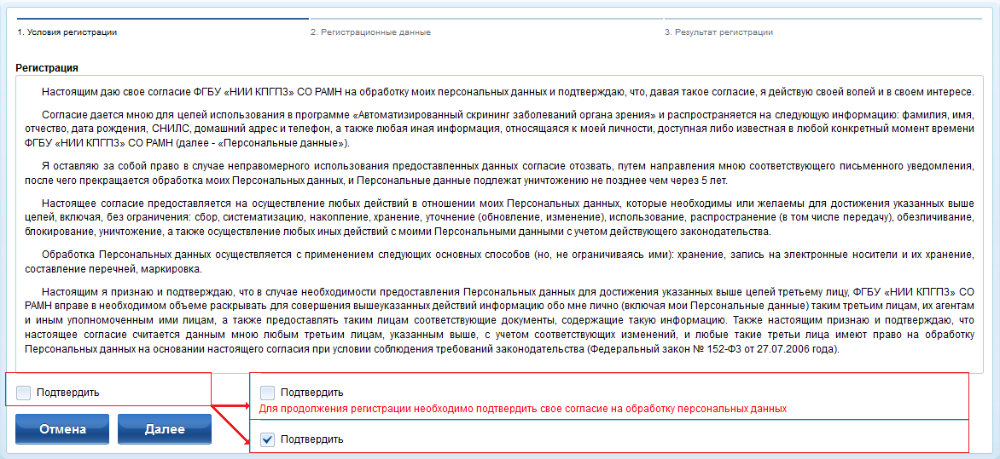 1. Условия регистрации
2. Регистрационные данные
3. Результат регистрации
Регистрация
Настоящим даю свое согласие ФГБУ «НИИ КПГПЗ» СО РАМН на обработку моих персональных данных и подтверждаю, что, давая такое согласие, я действую своей волей и в своем интересе.
Согласие дается мною для целей использования в программе «Автоматизированный скрининг заболеваний органа зрения» и распространяется на следующую информацию: фамилия, имя,
отчество, дата рождения, СНИЛС, домашний адрес и телефон, а также любая иная информация, относящаяся к моей личности, доступная либо известная в любой конкретный момент времени
ФГБУ «НИИ КПГПЗ» СО РАМН (далее - «Персональные данные»).
Я оставляю за собой право в случае неправомерного использования предоставленных данных согласие отозвать, путем направления мною соответствующего письменного уведомления,
после чего прекращается обработка моих Персональных данных, и Персональные данные подлежат уничтожению не позднее чем через 5 лет.
Настоящее согласие предоставляется на осуществление любых действий в отношении моих Персональных данных, которые необходимы или желаемы для достижения указанных выше
целей, включая, без ограничения: сбор, систематизацию, накопление, хранение, уточнение (обновление, изменение), использование, распространение (в том числе передачу), обезличивание,
блокирование, уничтожение, а также осуществление любых иных действий с моими Персональными данными с учетом действующего законодательства.
Обработка Персональных данных осуществляется с применением следующих основных способов (но, не ограничиваясь ими): хранение, запись на электронные носители и их хранение,
составление перечней, маркировка.
Настоящим я признаю и подтверждаю, что в случае необходимости предоставления Персональных данных для достижения указанных выше целей третьему лицу, ФГБУ «НИИ КПГПЗ» СО
РАМН вправе в необходимом объеме раскрывать для совершения вышеуказанных действий информацию обо мне лично (включая мои Персональные данные) таким третьим лицам, их агентам
и иным уполномоченным ими лицам, а также предоставлять таким лицам соответствующие документы, содержащие такую информацию. Также настоящим признаю и подтверждаю, что
настоящее согласие считается данным мною любым третьим лицам, указанным выше, с учетом соответствующих изменений, и любые такие третьи лица имеют право на обработку
Персональных данных на основании настоящего согласия при условии соблюдения требований законодательства (Федеральный закон № 152-ФЗ от 27.07.2006 года).
Подтвердить
Подтвердить
Для продолжения регистрации необходимо подтвердить свое согласие на обработку персональных данных
Отмена
Далее
Подтвердить